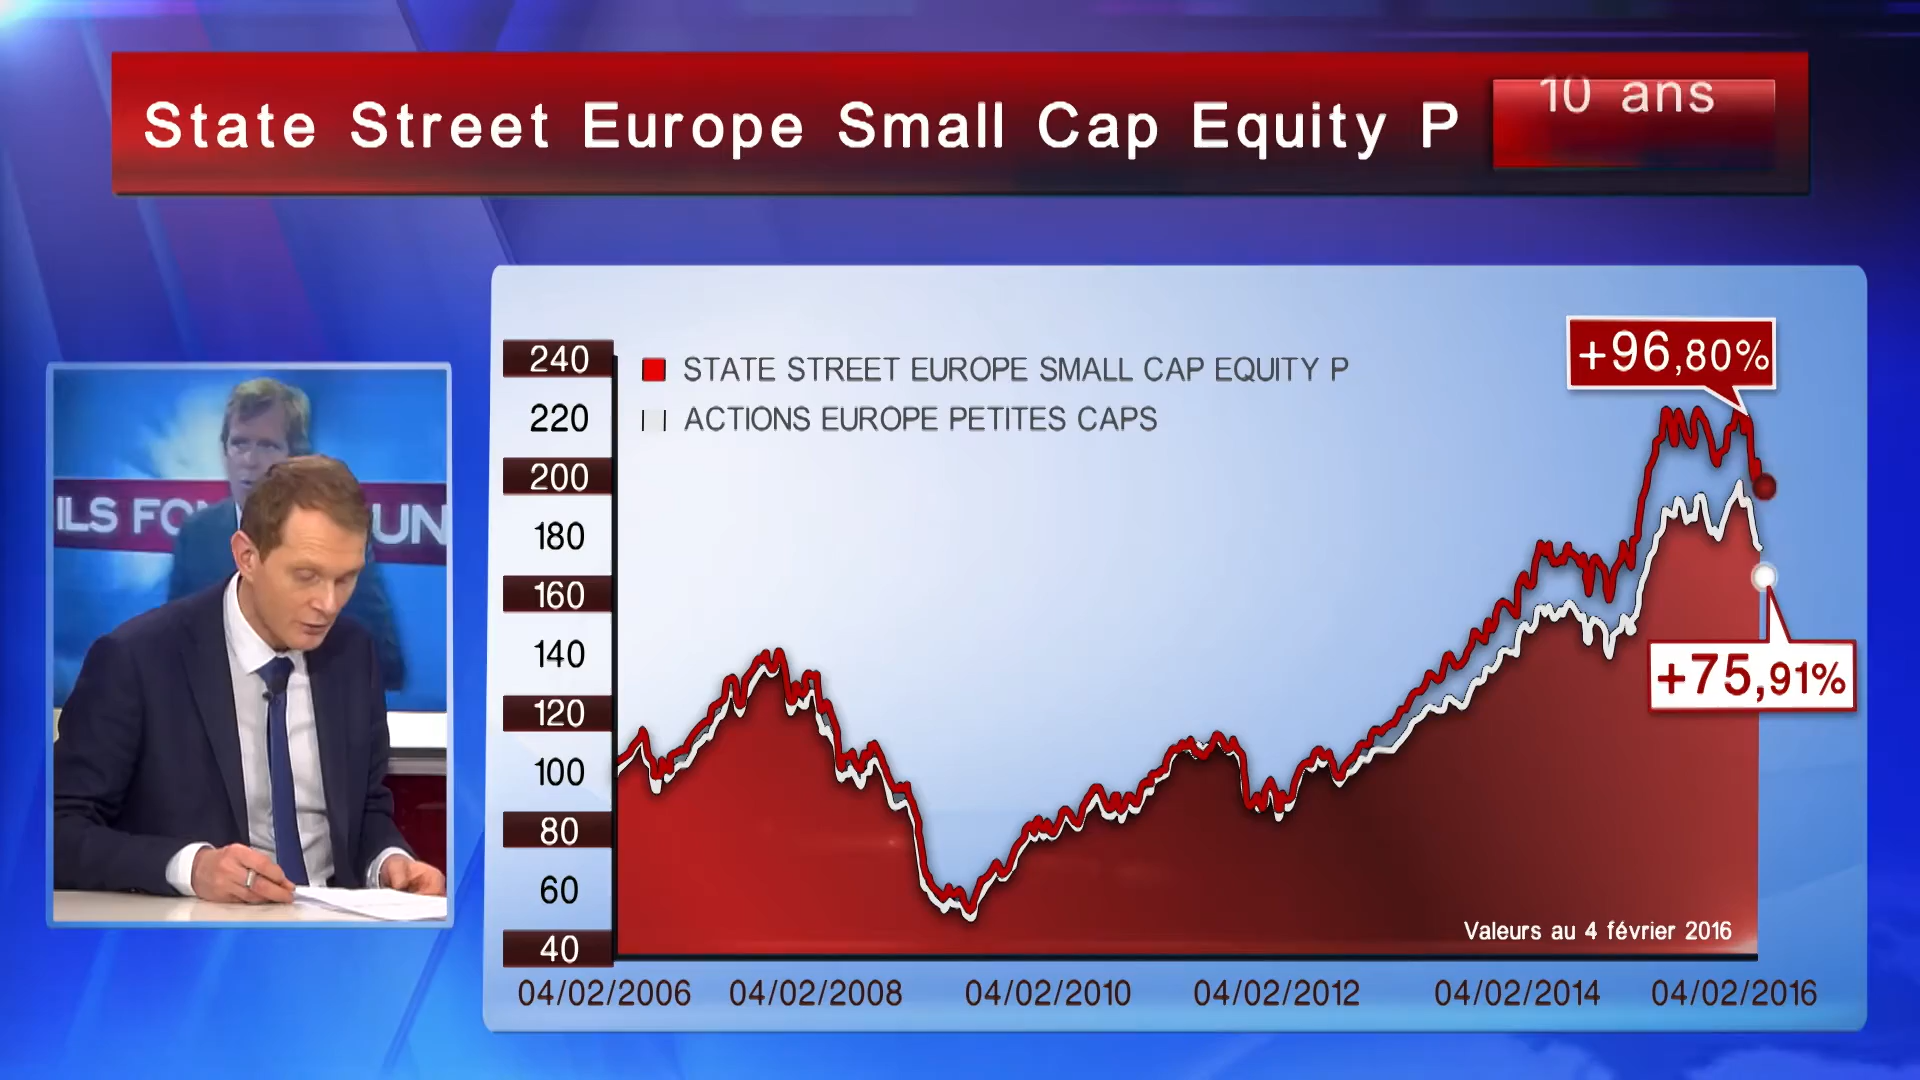 State Street Europe Small Cap Equity P
10 ans
STATE STREET EUROPE SMALL CAP EQUITY P
ACTIONS EUROPE PETITES CAPS
+96,80%
+75,91%
240
220
200
180
160
140
120
100
80
60
40
Valeurs au 4 février 2016
04/02/2006 04/02/2008 04/02/2010 04/02/2012 04/02/2014 04/02/2016
ILS UN